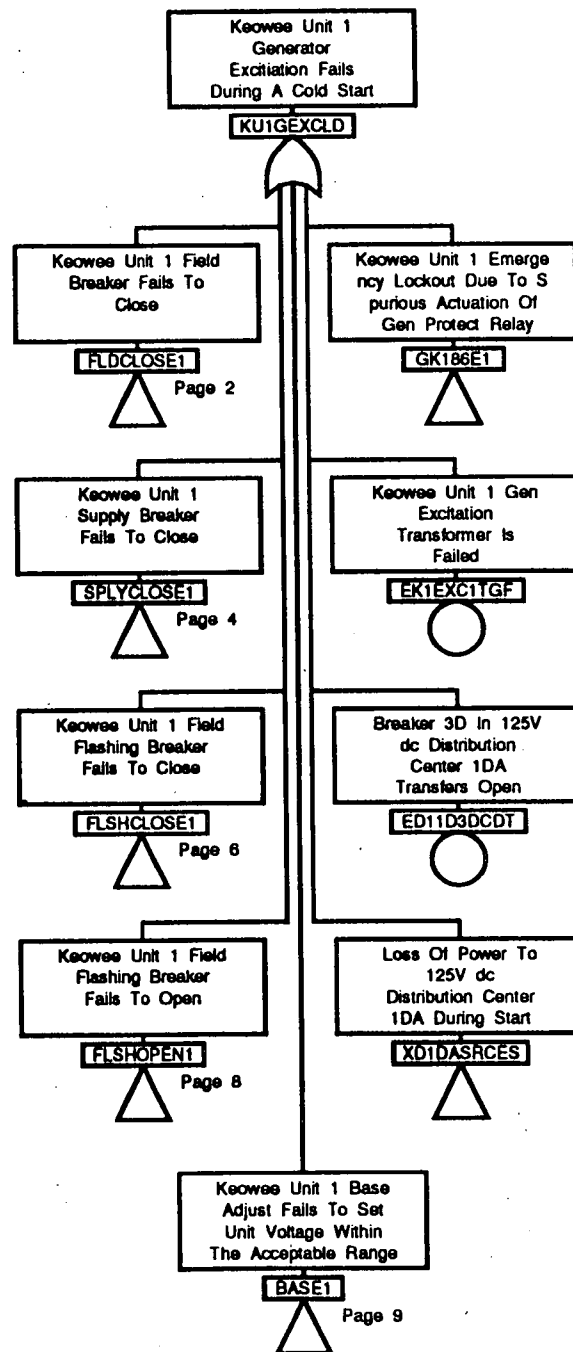 Keowee Unit 1
Generator
Excitiation Fails
During A Cold Start
KU1GEXCLD
Keowee Unit 1 Field
Breaker Fails To
Close
FLDCLOSE1
Page 2
Keowee Unit 1 Emerge
ncy Lockout Due To S
purious Actuation Of
Gen Protect Relay
GK186E1
Keowee Unit 1
Supply Breaker
Fails To Close
SPLYCLOSE1
Page 4
Keowee Unit 1 Gen
Excitation
Transformer Is
Failed
EK1EXC1TGF
Keowee Unit 1 Field
Flashing Breaker
Fails To Close
FLSHCLOSE1
Page 6
Breaker 3D In 125V
dc Distribution
Center 1DA
Transfers Open
ED11D3DCDT
Keowee Unit 1 Field
Flashing Breaker
Fails To Open
FLSHOPEN1
Page 8
Loss Of Power To
125V dc
Distribution Center
1DA During Start
XD1DASRCES
Keowee Unit 1 Base
Adjust Fails To Set
Unit Voltage Within
The Acceptable Range
BASE1
Page 9